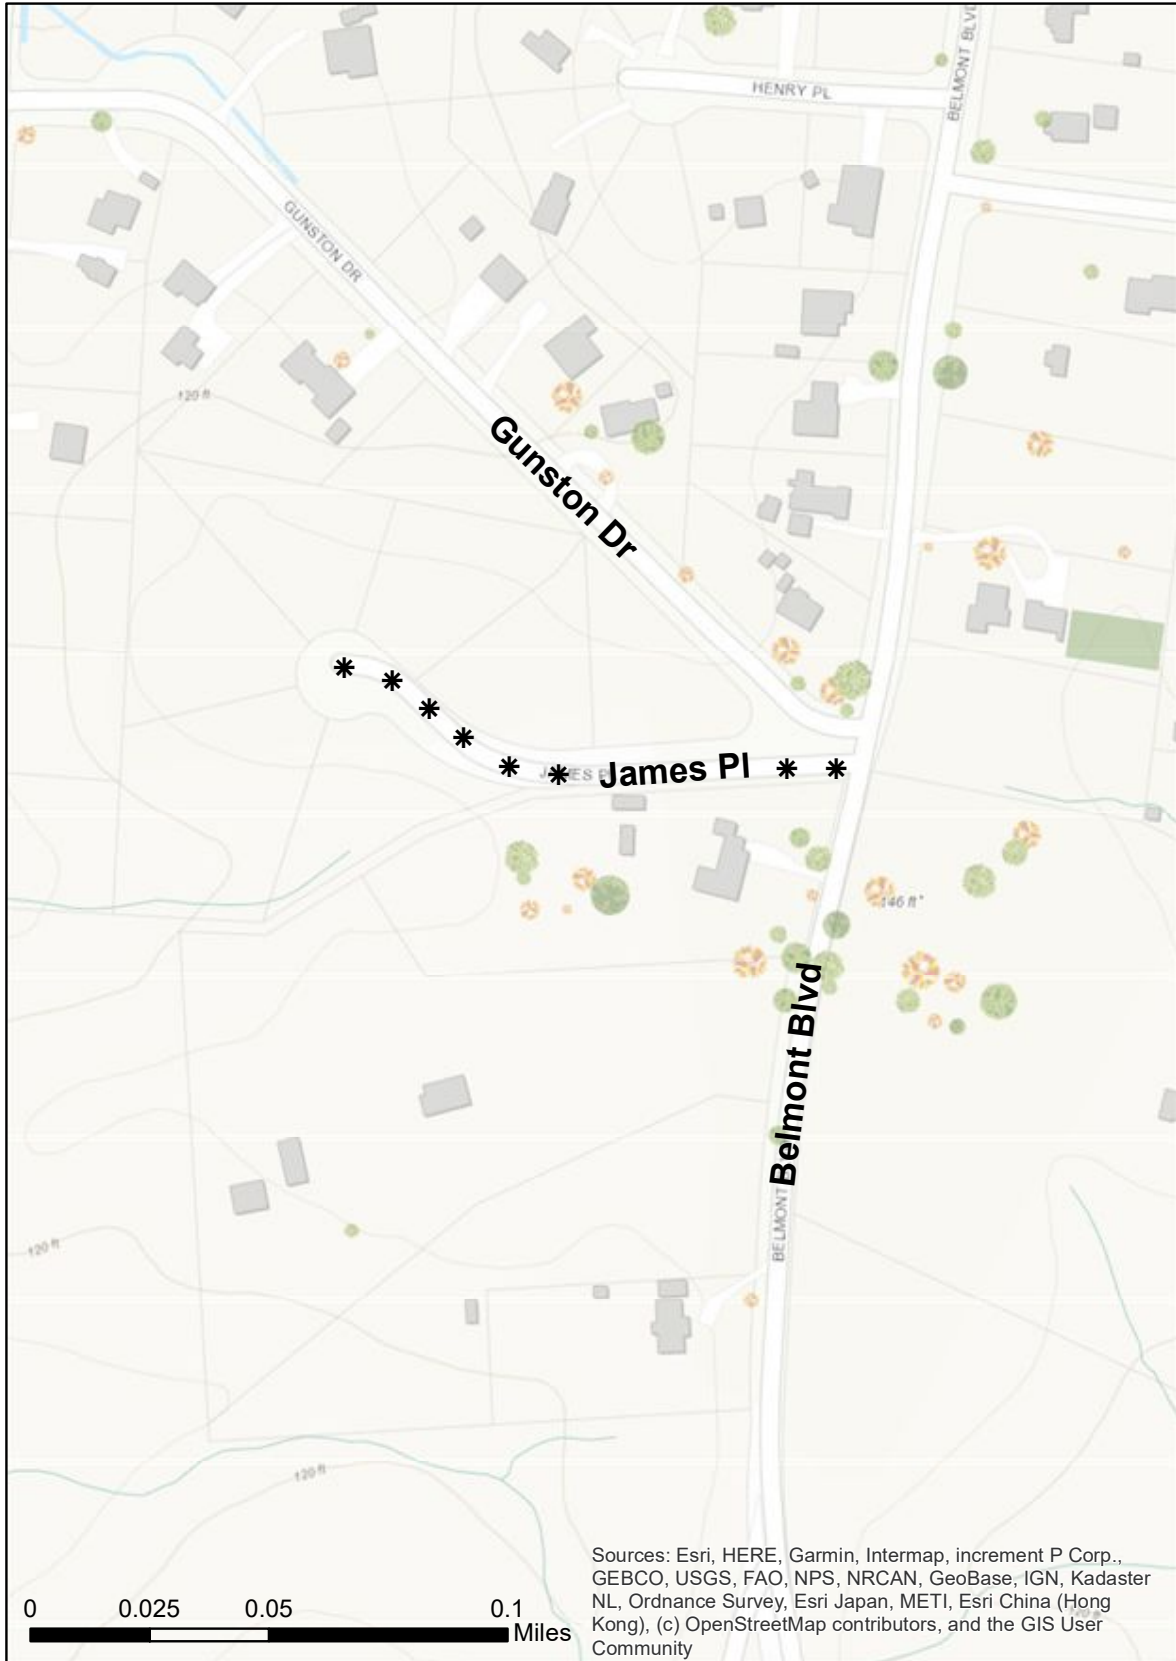 BELMONT BLVD
HENRY PL
GUNSTON DR
120 ft
Gunston Dr
James Pl
146 ft
Belmont Blvd
BELMONT
120 ft
120 ft
Sources: Esri, HERE, Garmin, Intermap, increment P Corp.,
GEBCO, USGS, FAO, NPS, NRCAN, GeoBase, IGN, Kadaster
NL, Ordnance Survey, Esri Japan, METI, Esri China (Hong
Kong), (c) OpenStreetMap contributors, and the GIS User
Community
120 ft
0 0.025 0.05 0.1
Miles